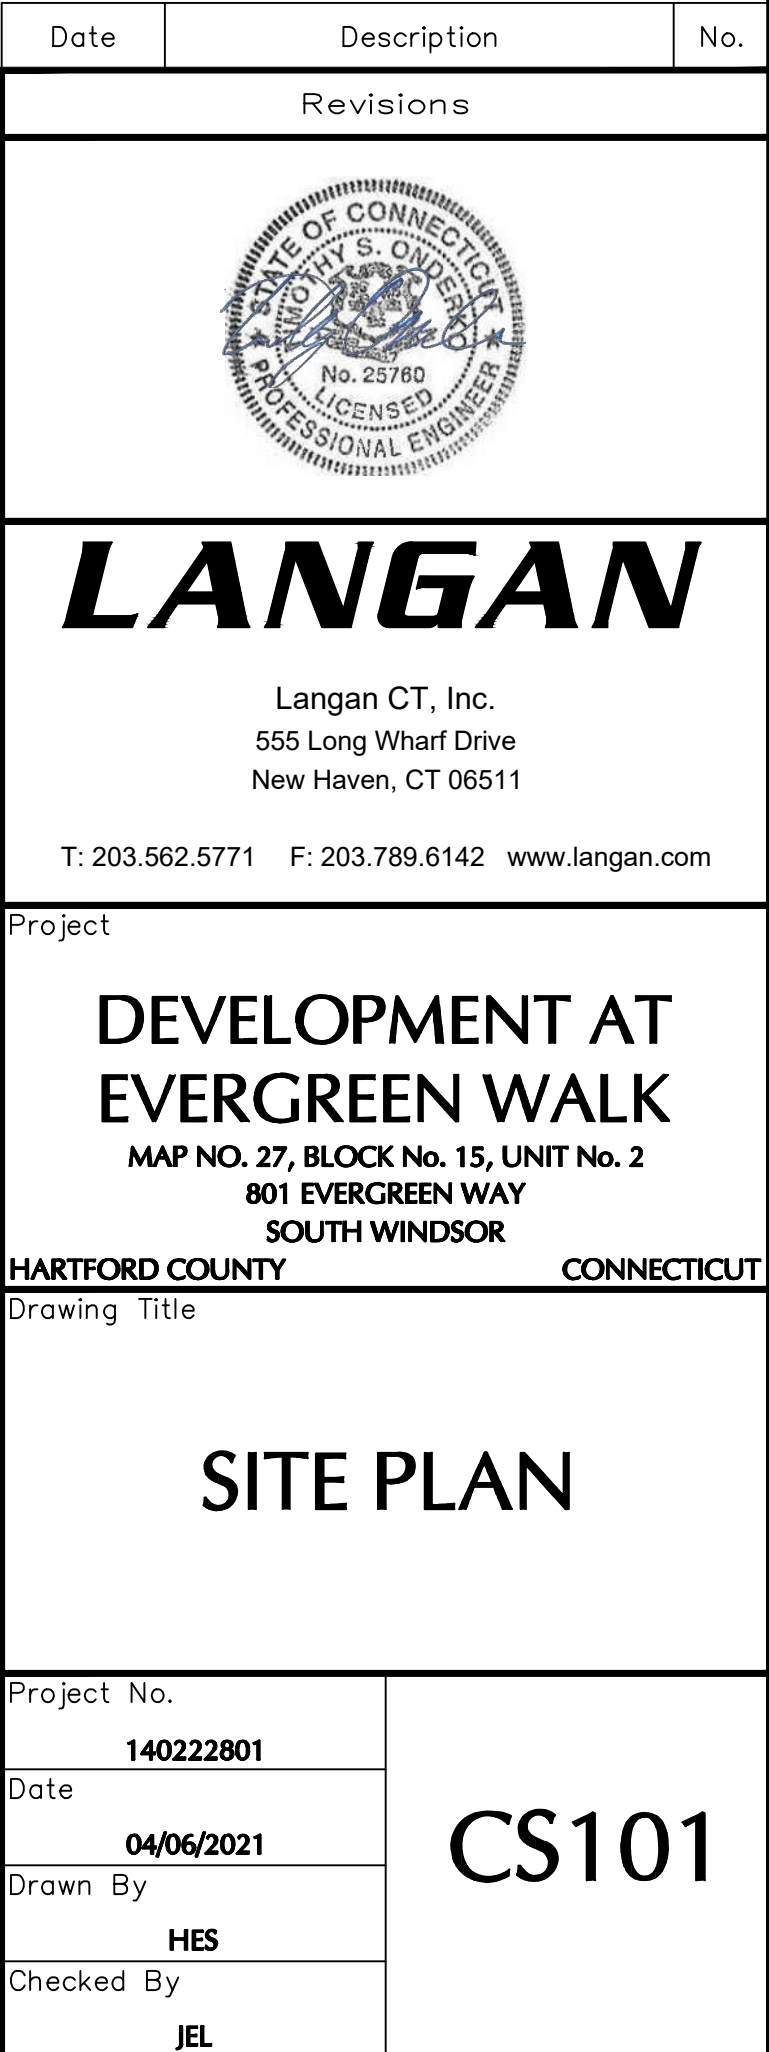 Date Description No.
Revisions
STATE OF CONNECTICUT
S.
No. 25760
LICENSED
PROFESSIONAL ENGINEER
LANGAN
Langan CT, Inc.
555 Long Wharf Drive
New Haven, CT 06511
T: 203.562.5771 F: 203.789.6142 www.langan.com
Project
DEVELOPMENT AT
EVERGREEN WALK
MAP NO. 27, BLOCK No. 15, UNIT No. 2
801 EVERGREEN WAY
SOUTH WINDSOR
HARTFORD COUNTY CONNECTICUT
Drawing Title
SITE PLAN
Project No.
140222801
Date
04/06/2021
Drawn By
HES
Checked By
JEL
CS101